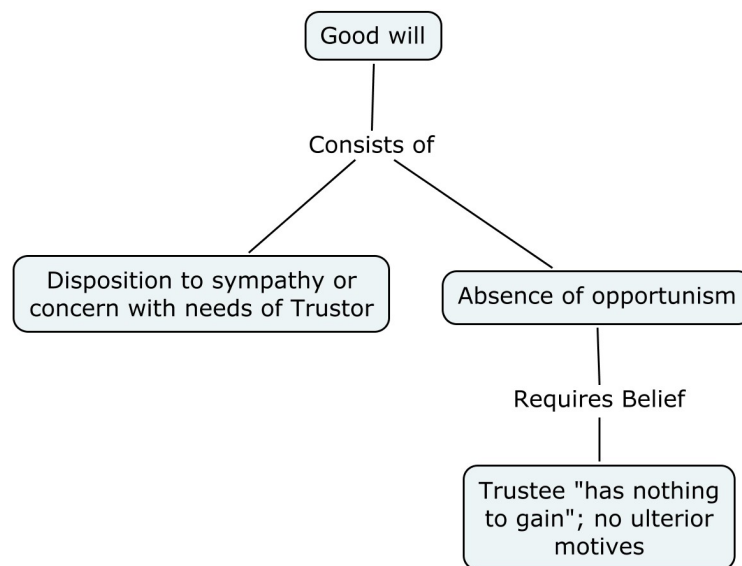 Good will
Consists of
Disposition to sympathy or
concern with needs of Trustor
Absence of opportunism
Requires Belief
Trustee "has nothing
to gain"; no ulterior
motives